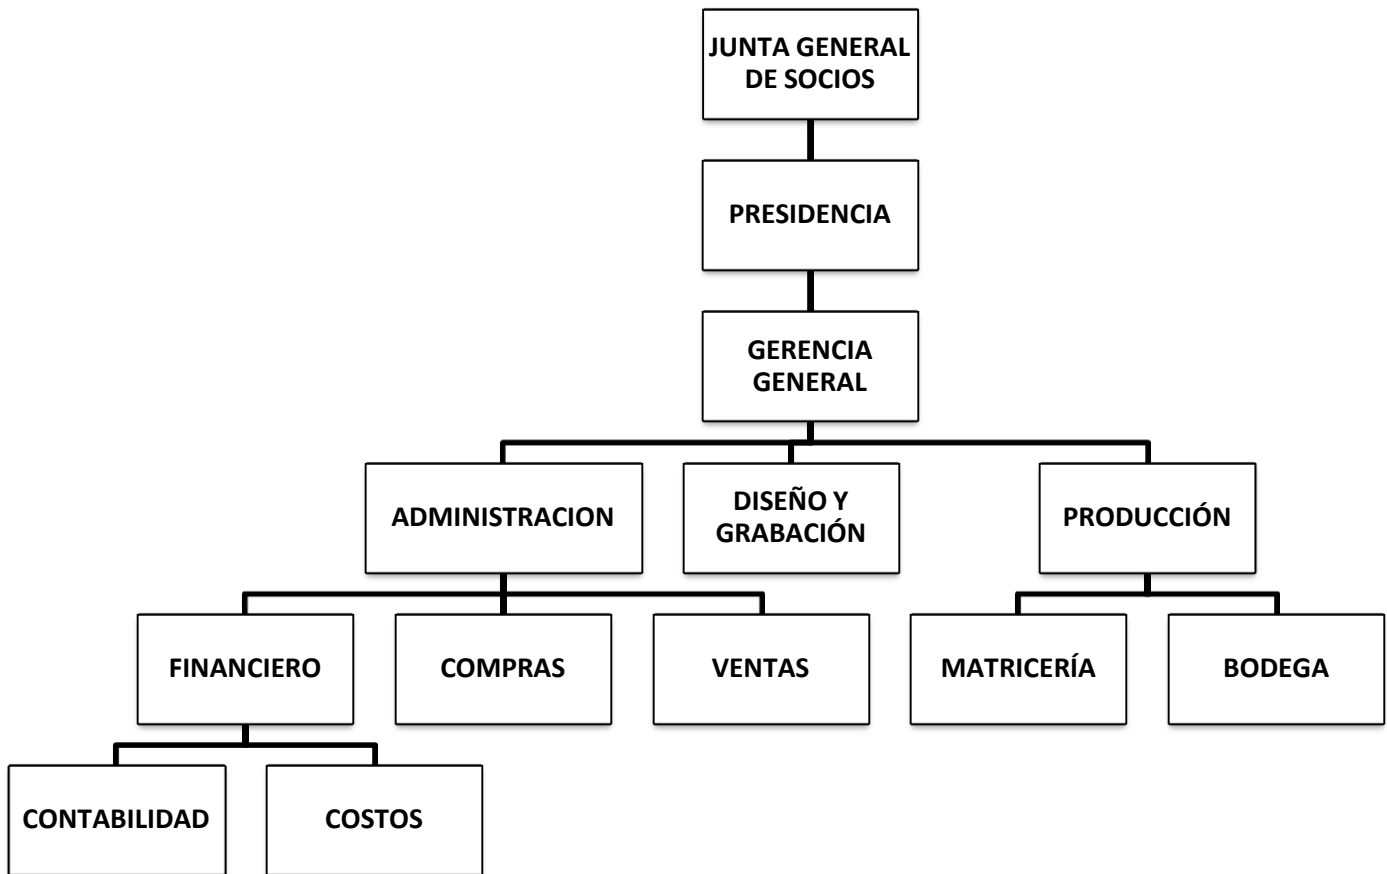 JUNTA GENERAL
DE SOCIOS
PRESIDENCIA
GERENCIA
GENERAL
ADMINISTRACION
DISEÑO Y
GRABACIÓN
PRODUCCIÓN
FINANCIERO
COMPRAS
VENTAS
MATRICERÍA
BODEGA
CONTABILIDAD
COSTOS